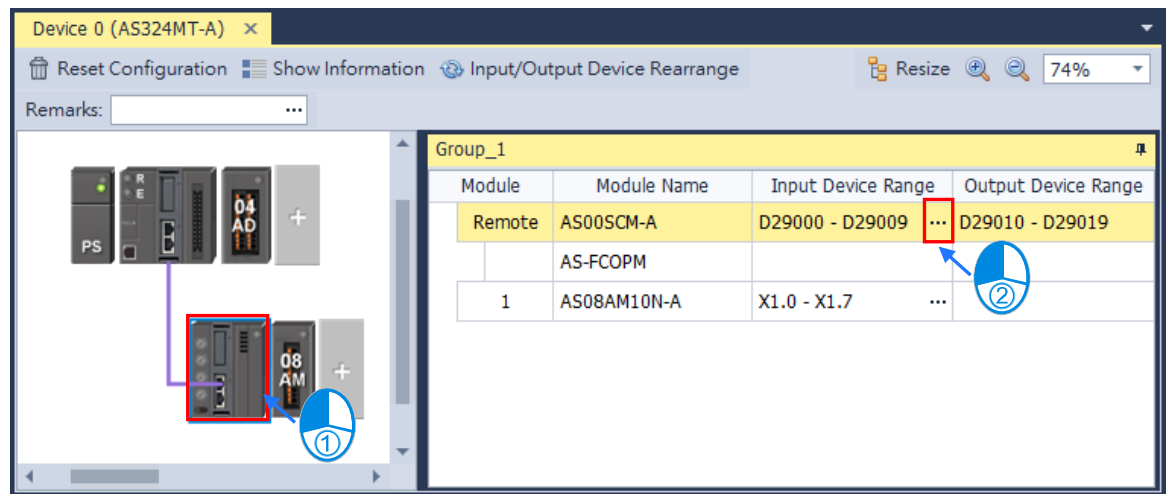 Device 0 (AS324MT-A) ×
Reset Configuration Show Information Input/Output Device Rearrange Resize 74%
Remarks: ...
Group_1
Module Module Name Input Device Range Output Device Range
Remote AS00SCM-A D29000 - D29009 ... D29010 - D29019
AS-FCOPM
1 AS08AM10N-A X1.0 - X1.7 ...
PS
R
E
04
AD
+
08
AM
+
①
②